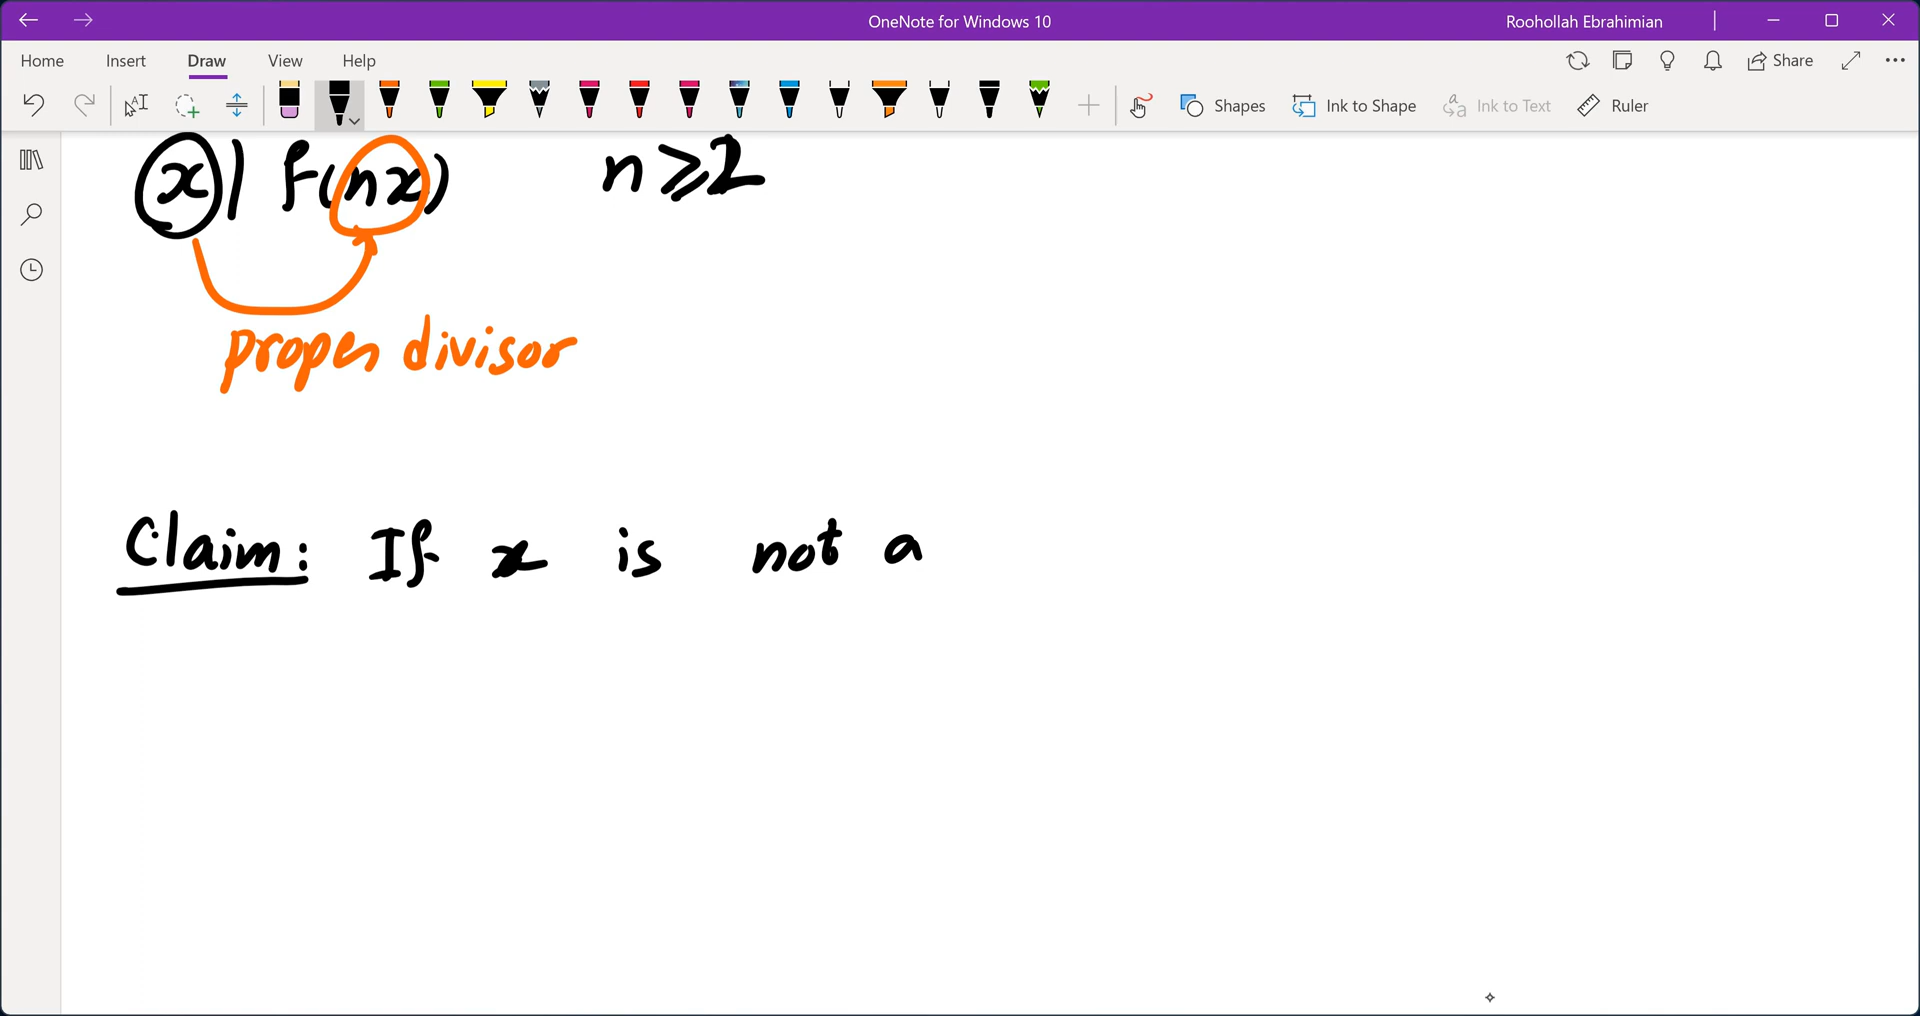 OneNote for Windows 10
Roohollah Ebrahimian
Home Insert Draw View Help
Share
Shapes Ink to Shape Ink to Text Ruler
x | f(nx) n ⩾ 2
proper divisor
Claim: If x is not a